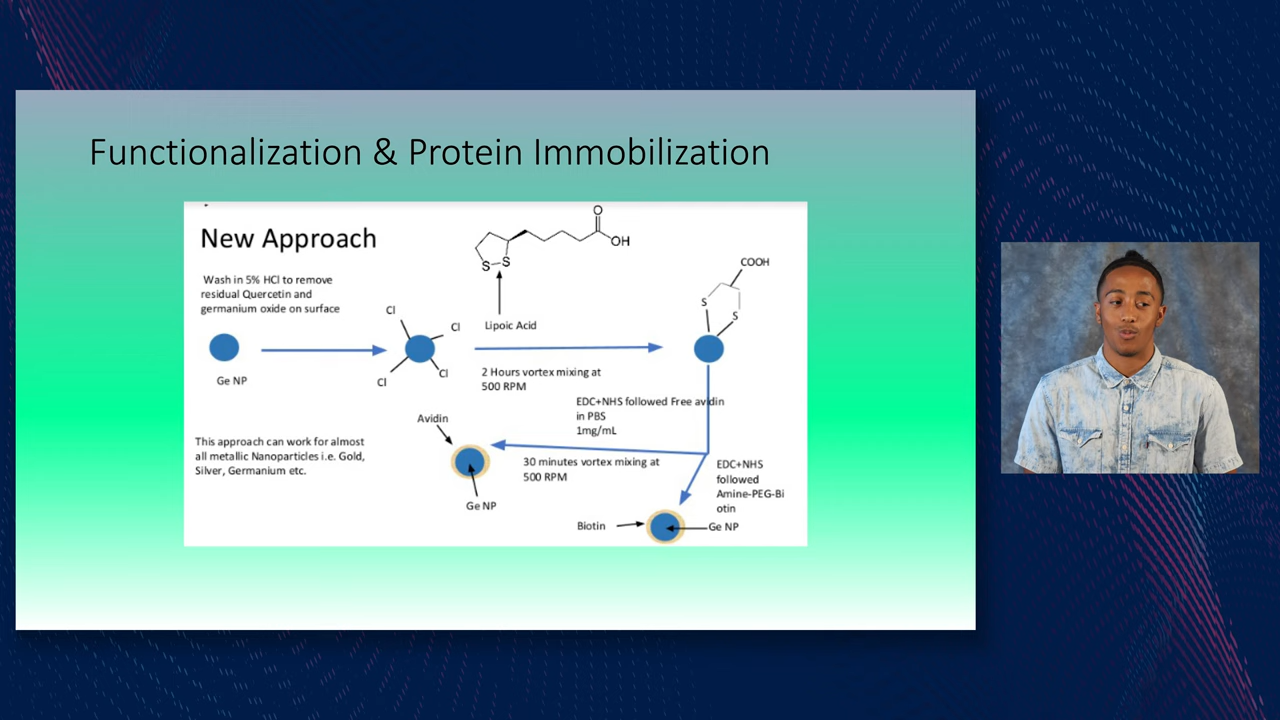 Functionalization & Protein Immobilization
New Approach
Wash in 5% HCl to remove
residual Quercetin and
germanium oxide on surface
Ge NP
Cl
Cl
Cl
Cl
O
OH
S
S
Lipoic Acid
2 Hours vortex mixing at
500 RPM
COOH
S
S
EDC+NHS followed Free avidin
in PBS
1mg/mL
Avidin
30 minutes vortex mixing at
500 RPM
Ge NP
This approach can work for almost
all metallic Nanoparticles i.e. Gold,
Silver, Germanium etc.
EDC+NHS
followed
Amine-PEG-Bi
otin
Biotin
Ge NP